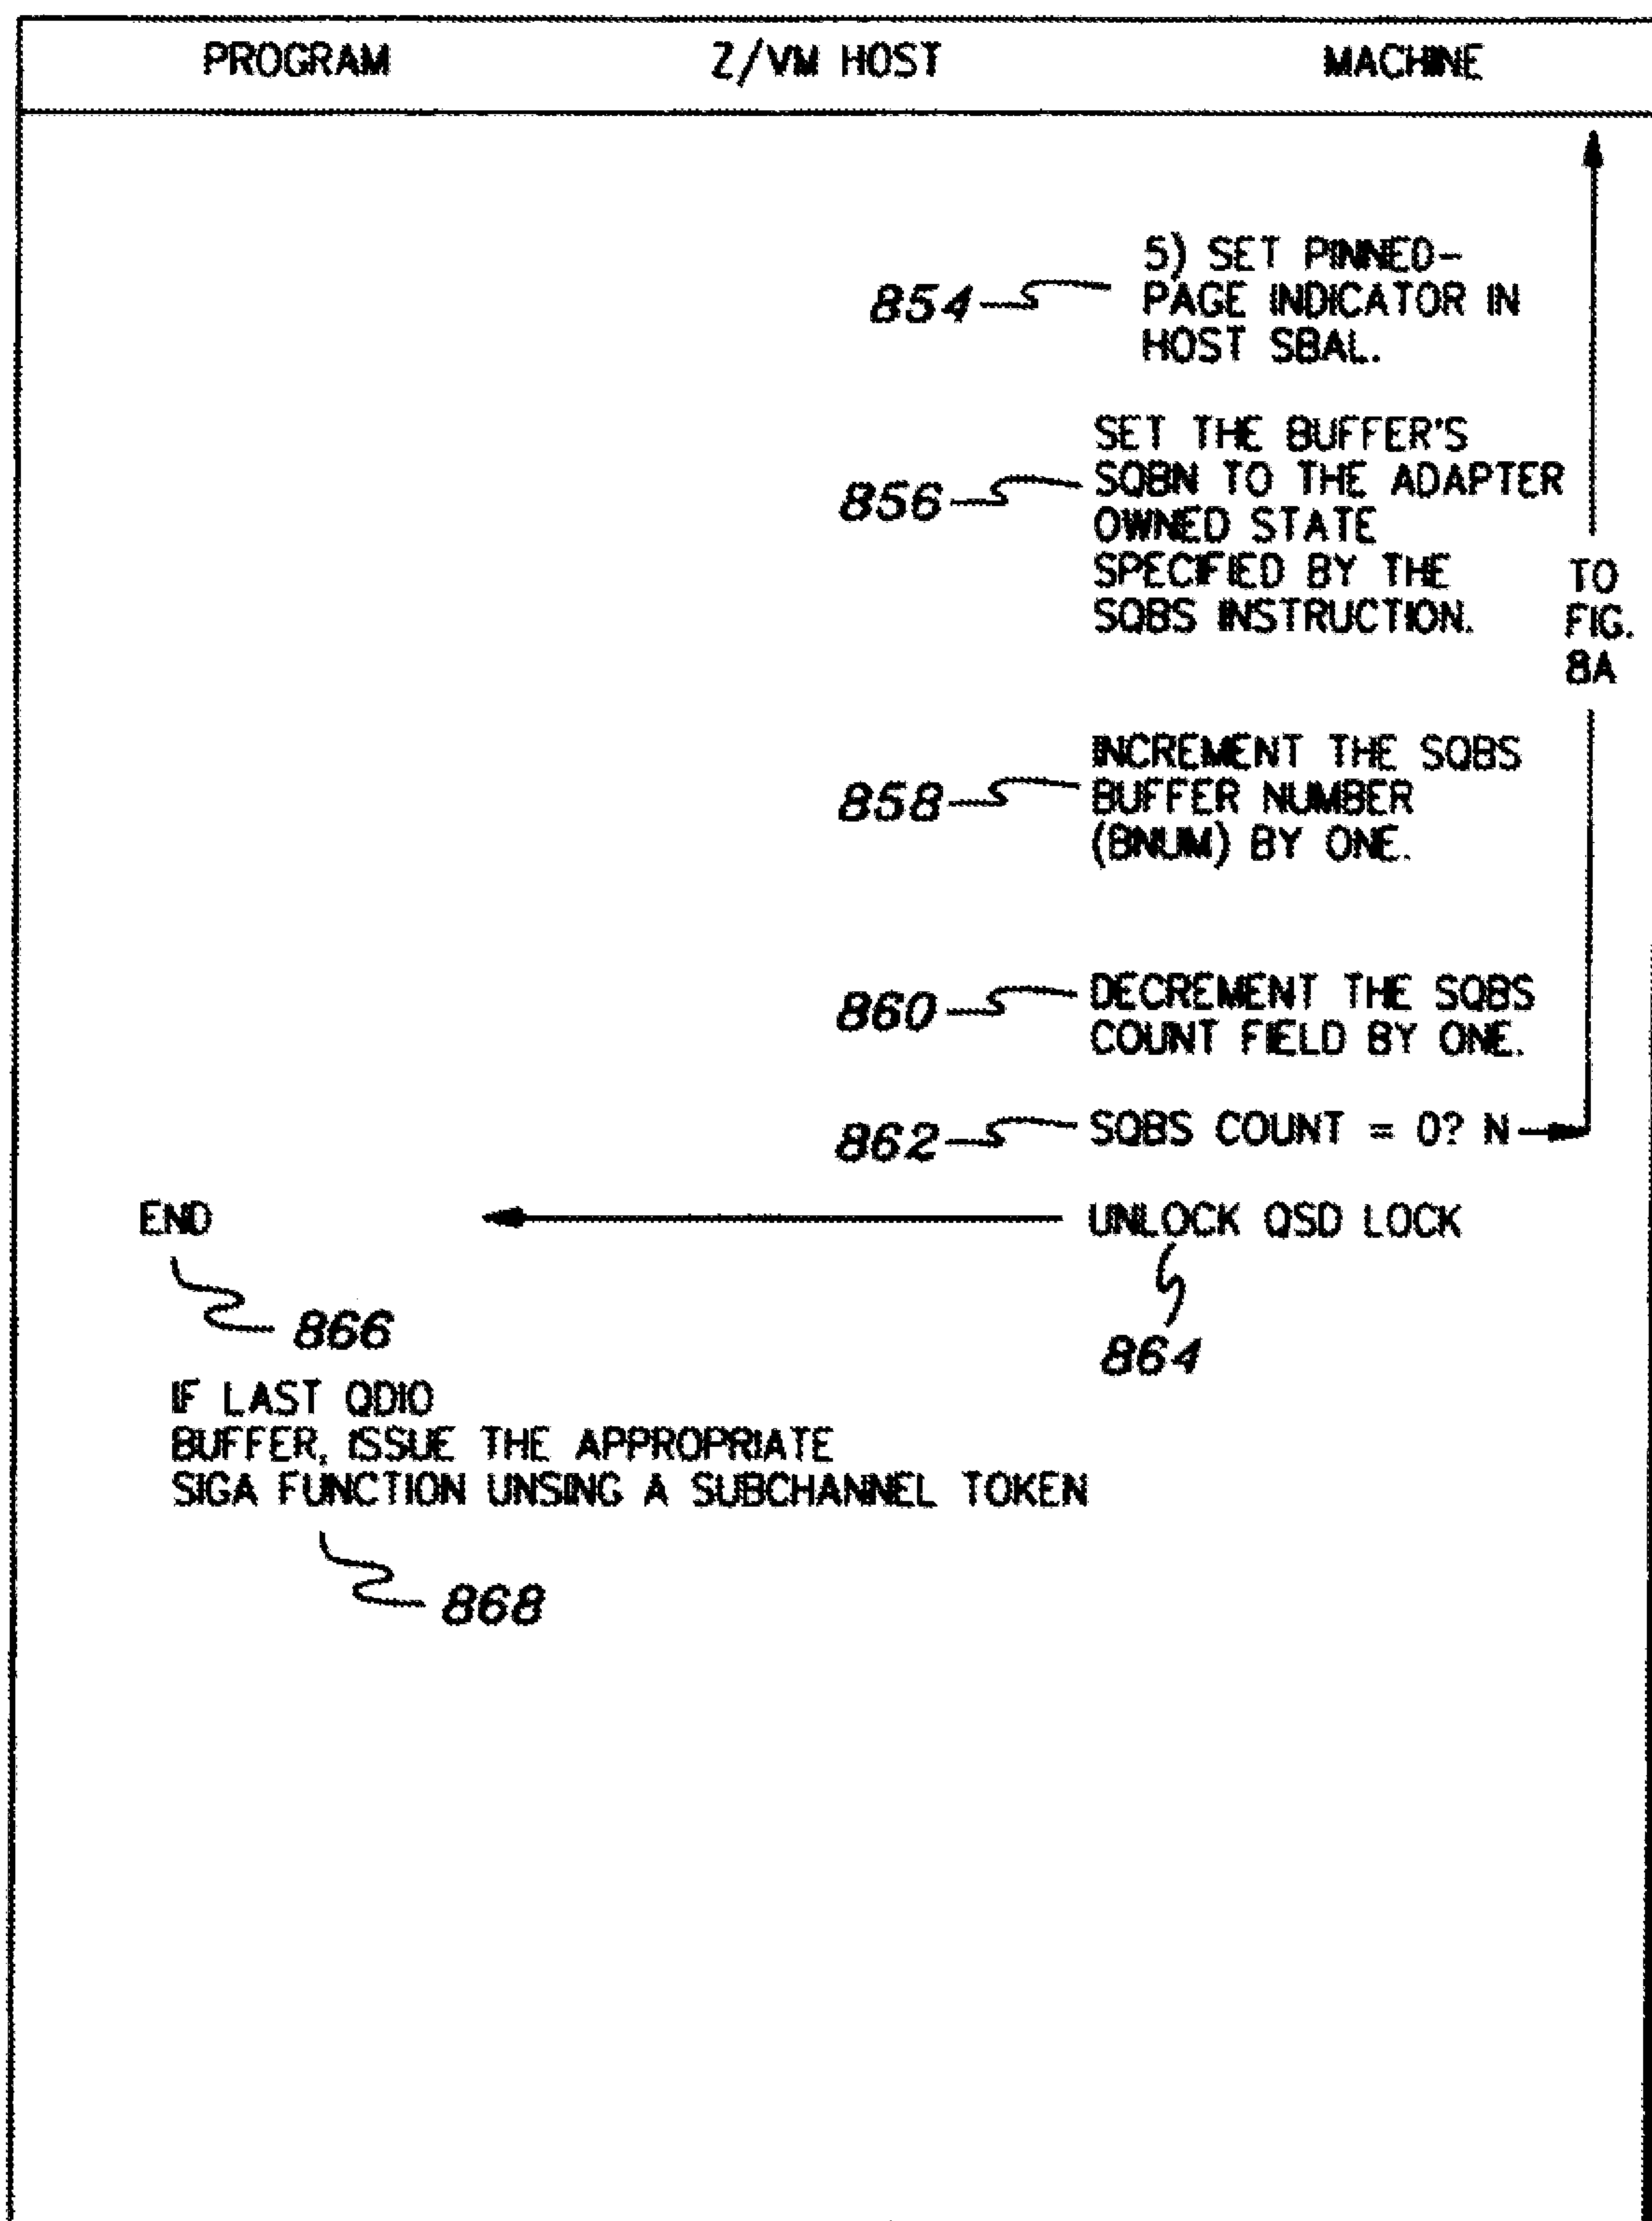 PROGRAM Z/VM HOST MACHINE
5) SET PINNED-
854 PAGE INDICATOR IN
HOST SBAL.
SET THE BUFFER'S
856 SQBN TO THE ADAPTER
OWNED STATE
SPECIFIED BY THE
SQBS INSTRUCTION.
TO
FIG.
8A
INCREMENT THE SQBS
858 BUFFER NUMBER
(BNUM) BY ONE.
860 DECREMENT THE SQBS
COUNT FIELD BY ONE.
862 SQBS COUNT = 0? N
END UNLOCK QSD LOCK
866
864
IF LAST QDIO
BUFFER, ISSUE THE APPROPRIATE
SIGA FUNCTION UNSING A SUBCHANNEL TOKEN
868